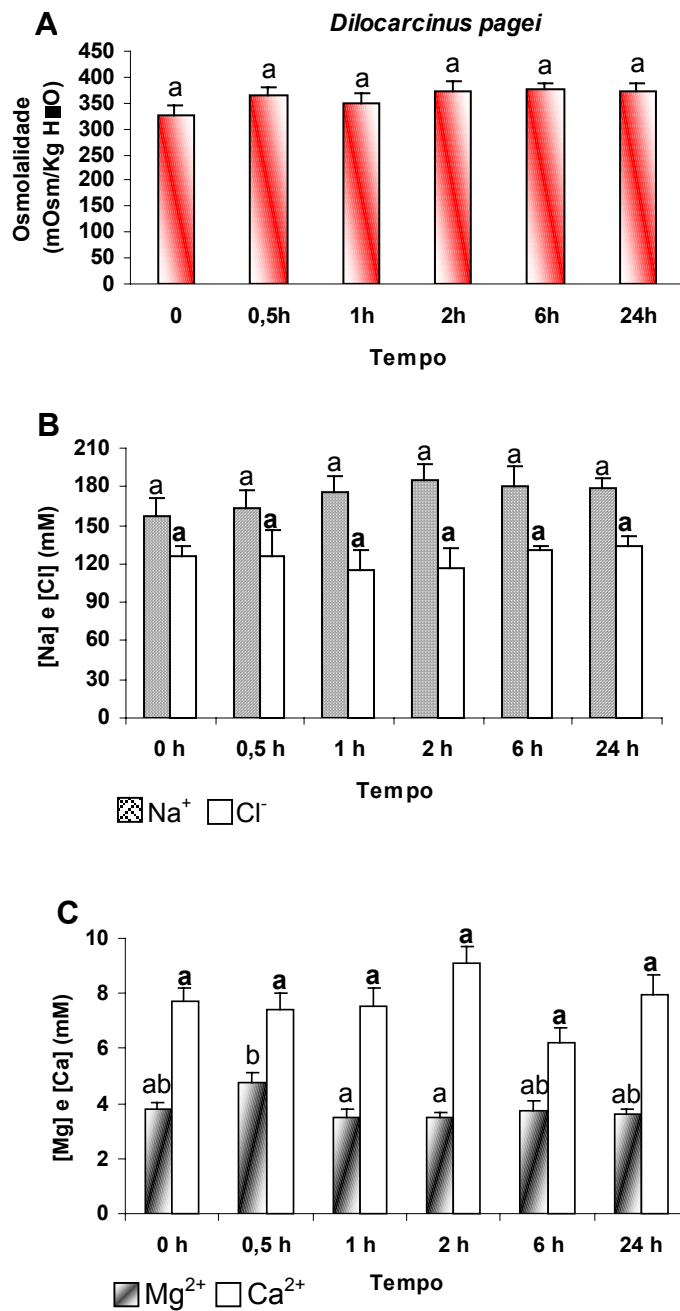 A
Dilocarcinus pagei
Osmolalidade
(mOsm/Kg H■O)
450
400
350
300
250
200
150
100
50
0
a a a a a a
0 0,5h 1h 2h 6h 24h
Tempo
B
[Na] e [Cl] (mM)
210
180
150
120
90
60
30
0
a a a a a a a a a a a a
0 h 0,5 h 1 h 2 h 6 h 24 h
Tempo
Na⁺ Cl⁻
C
[Mg] e [Ca] (mM)
10
8
6
4
2
0
ab a b a a a a a ab a ab a
0 h 0,5 h 1 h 2 h 6 h 24 h
Tempo
Mg²⁺ Ca²⁺